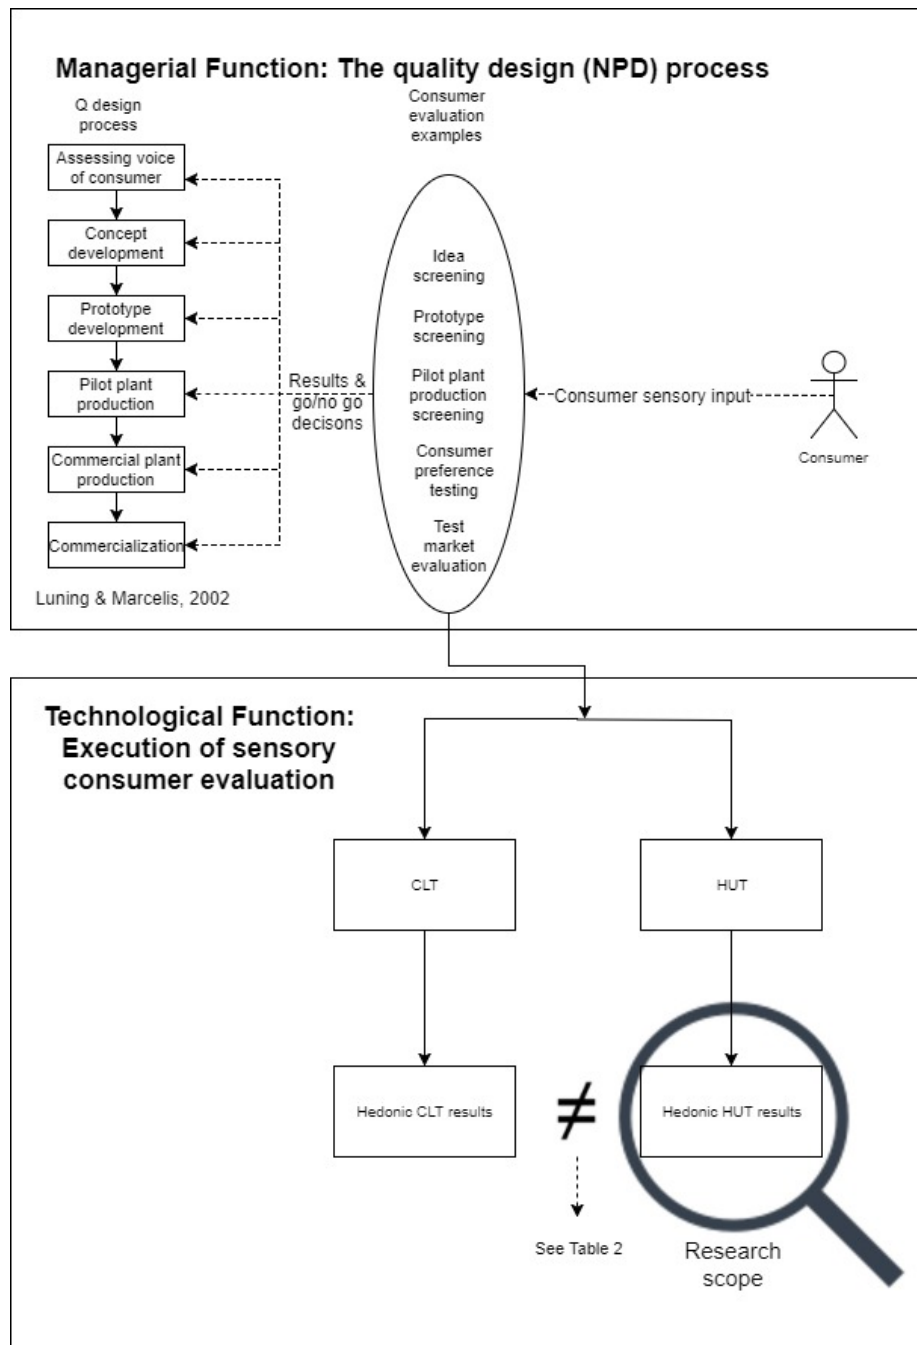 Managerial Function: The quality design (NPD) process
Q design
process
Consumer
evaluation
examples
Assessing voice
of consumer
Concept
development
Prototype
development
Pilot plant
production
Commercial plant
production
Commercialization
Luning & Marcelis, 2002
Results &
go/no go
decisons
Idea
screening
Prototype
screening
Pilot plant
production
screening
Consumer
preference
testing
Test
market
evaluation
Consumer sensory input
Consumer
Technological Function:
Execution of sensory
consumer evaluation
CLT
HUT
Hedonic CLT results
≠
Hedonic HUT results
See Table 2
Research
scope